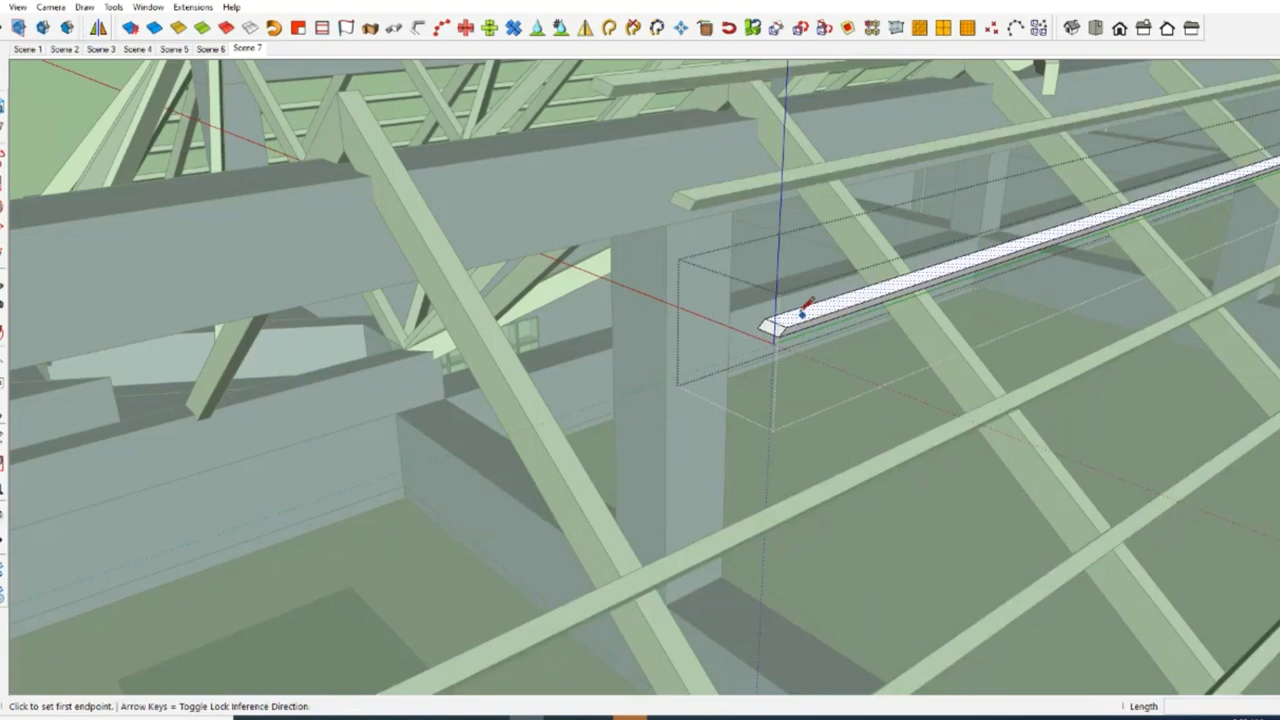 View Camera Draw Tools Window Extensions Help
Scene 1 Scene 2 Scene 3 Scene 4 Scene 5 Scene 6 Scene 7
Click to set first endpoint. | Arrow Keys = Toggle Lock Inference Direction. Length